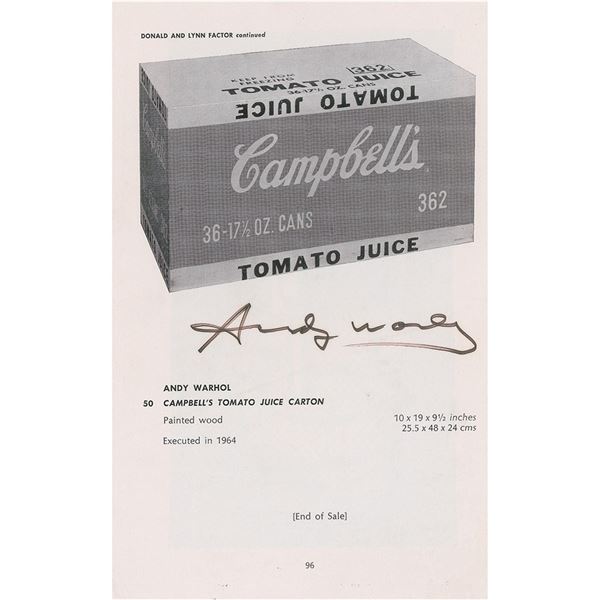 DONALD AND LYNN FACTOR continued
KEEP FROM
FREEZING
362
TOMATO JUICE
36-17½ OZ. CANS
TOMATO JUICE
Campbell's
36-17½ OZ. CANS
362
TOMATO JUICE
Andy Warhol
ANDY WARHOL
50 CAMPBELL'S TOMATO JUICE CARTON
Painted wood
10 x 19 x 9½ inches
25.5 x 48 x 24 cms
Executed in 1964
[End of Sale]
96